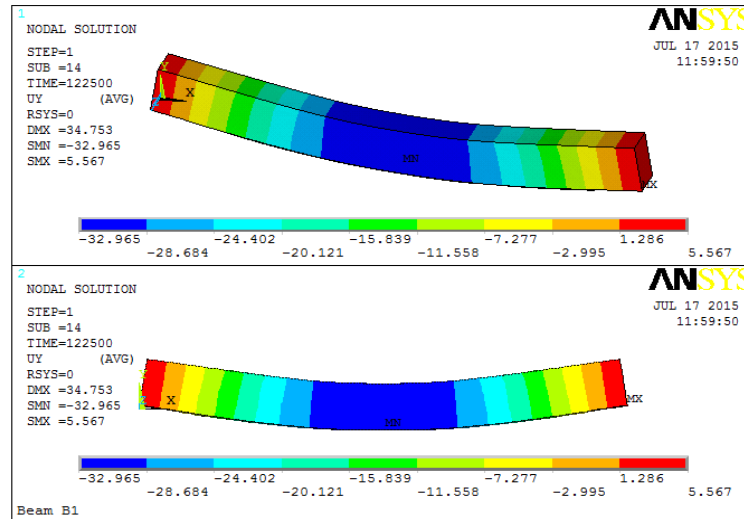 1
ANSYS
NODAL SOLUTION
JUL 17 2015
11:59:50
STEP=1
SUB =14
TIME=122500
UY (AVG)
RSYS=0
DMX =34.753
SMN =-32.965
SMX =5.567
Y
X
MN
MX
-32.965 -24.402 -15.839 -7.277 1.286
-28.684 -20.121 -11.558 -2.995 5.567
2
ANSYS
NODAL SOLUTION
JUL 17 2015
11:59:50
STEP=1
SUB =14
TIME=122500
UY (AVG)
RSYS=0
DMX =34.753
SMN =-32.965
SMX =5.567
X
MN
MX
-32.965 -24.402 -15.839 -7.277 1.286
-28.684 -20.121 -11.558 -2.995 5.567
Beam B1